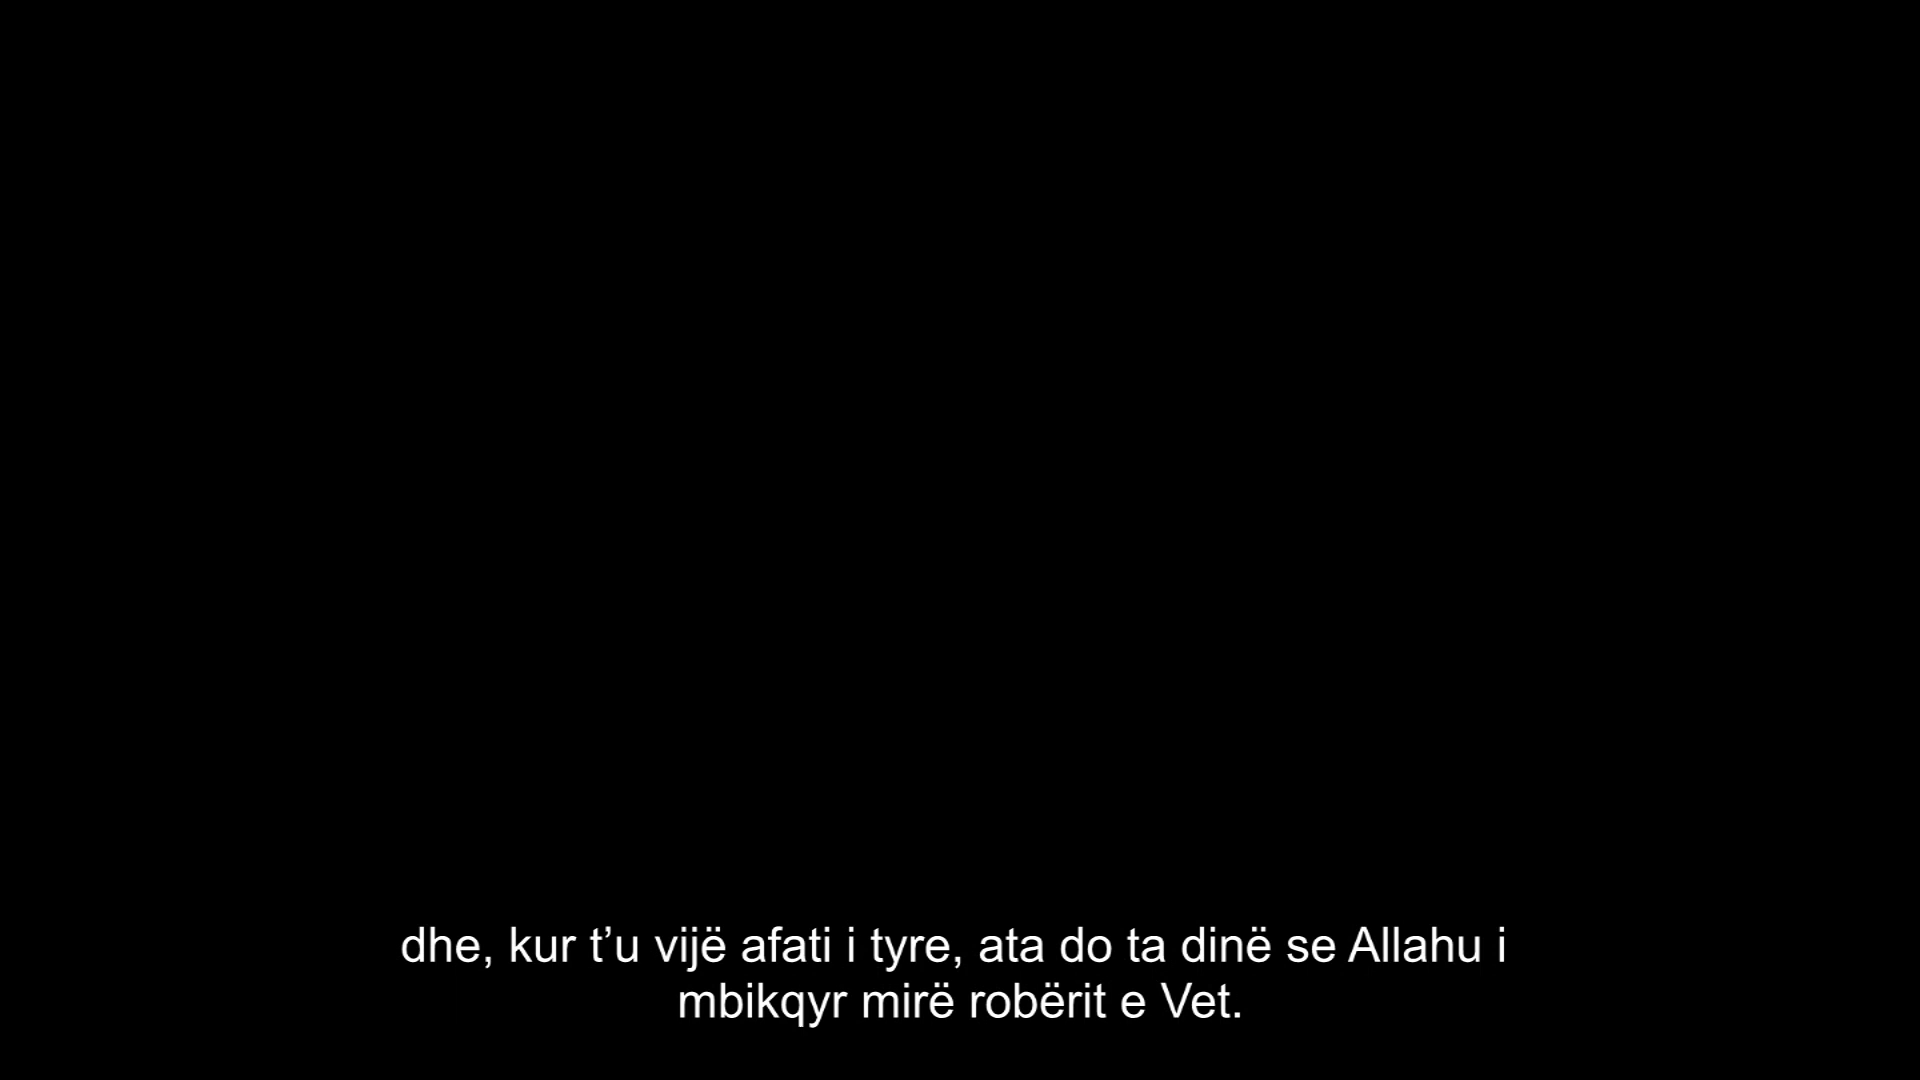 dhe, kur t’u vijë afati i tyre, ata do ta dinë se Allahu i
mbikqyr mirë robërit e Vet.